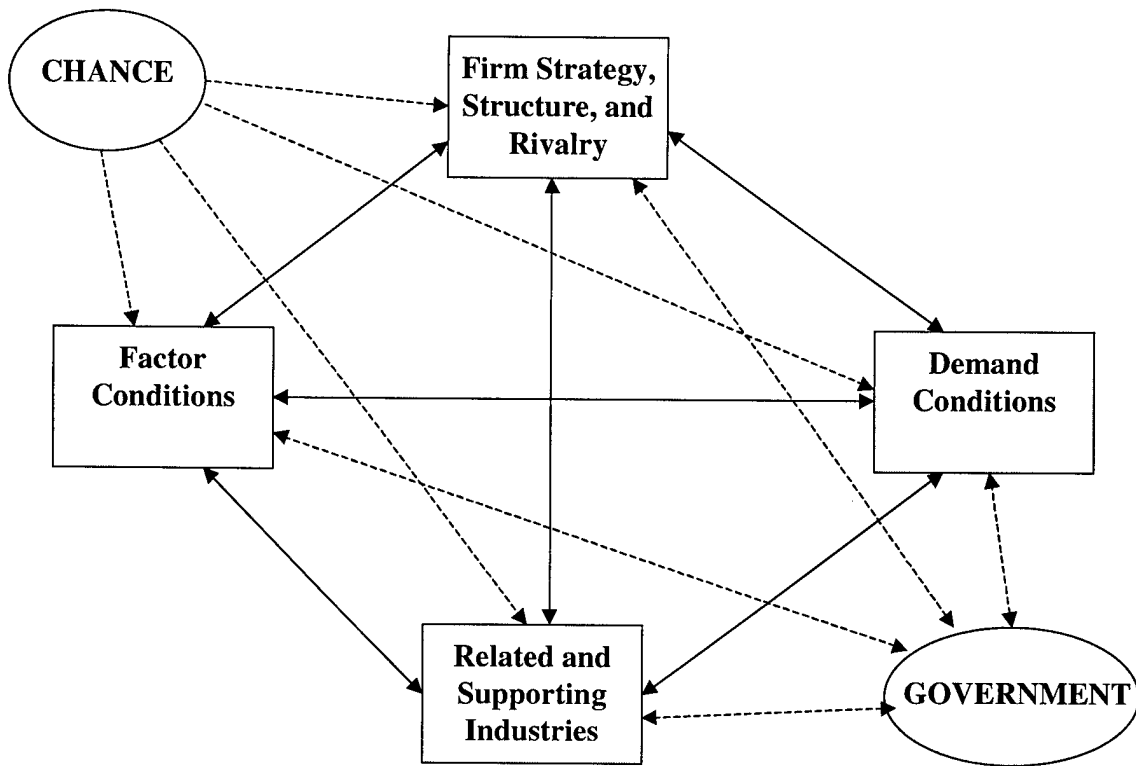 CHANCE
Firm Strategy,
Structure, and
Rivalry
Factor
Conditions
Demand
Conditions
Related and
Supporting
Industries
GOVERNMENT